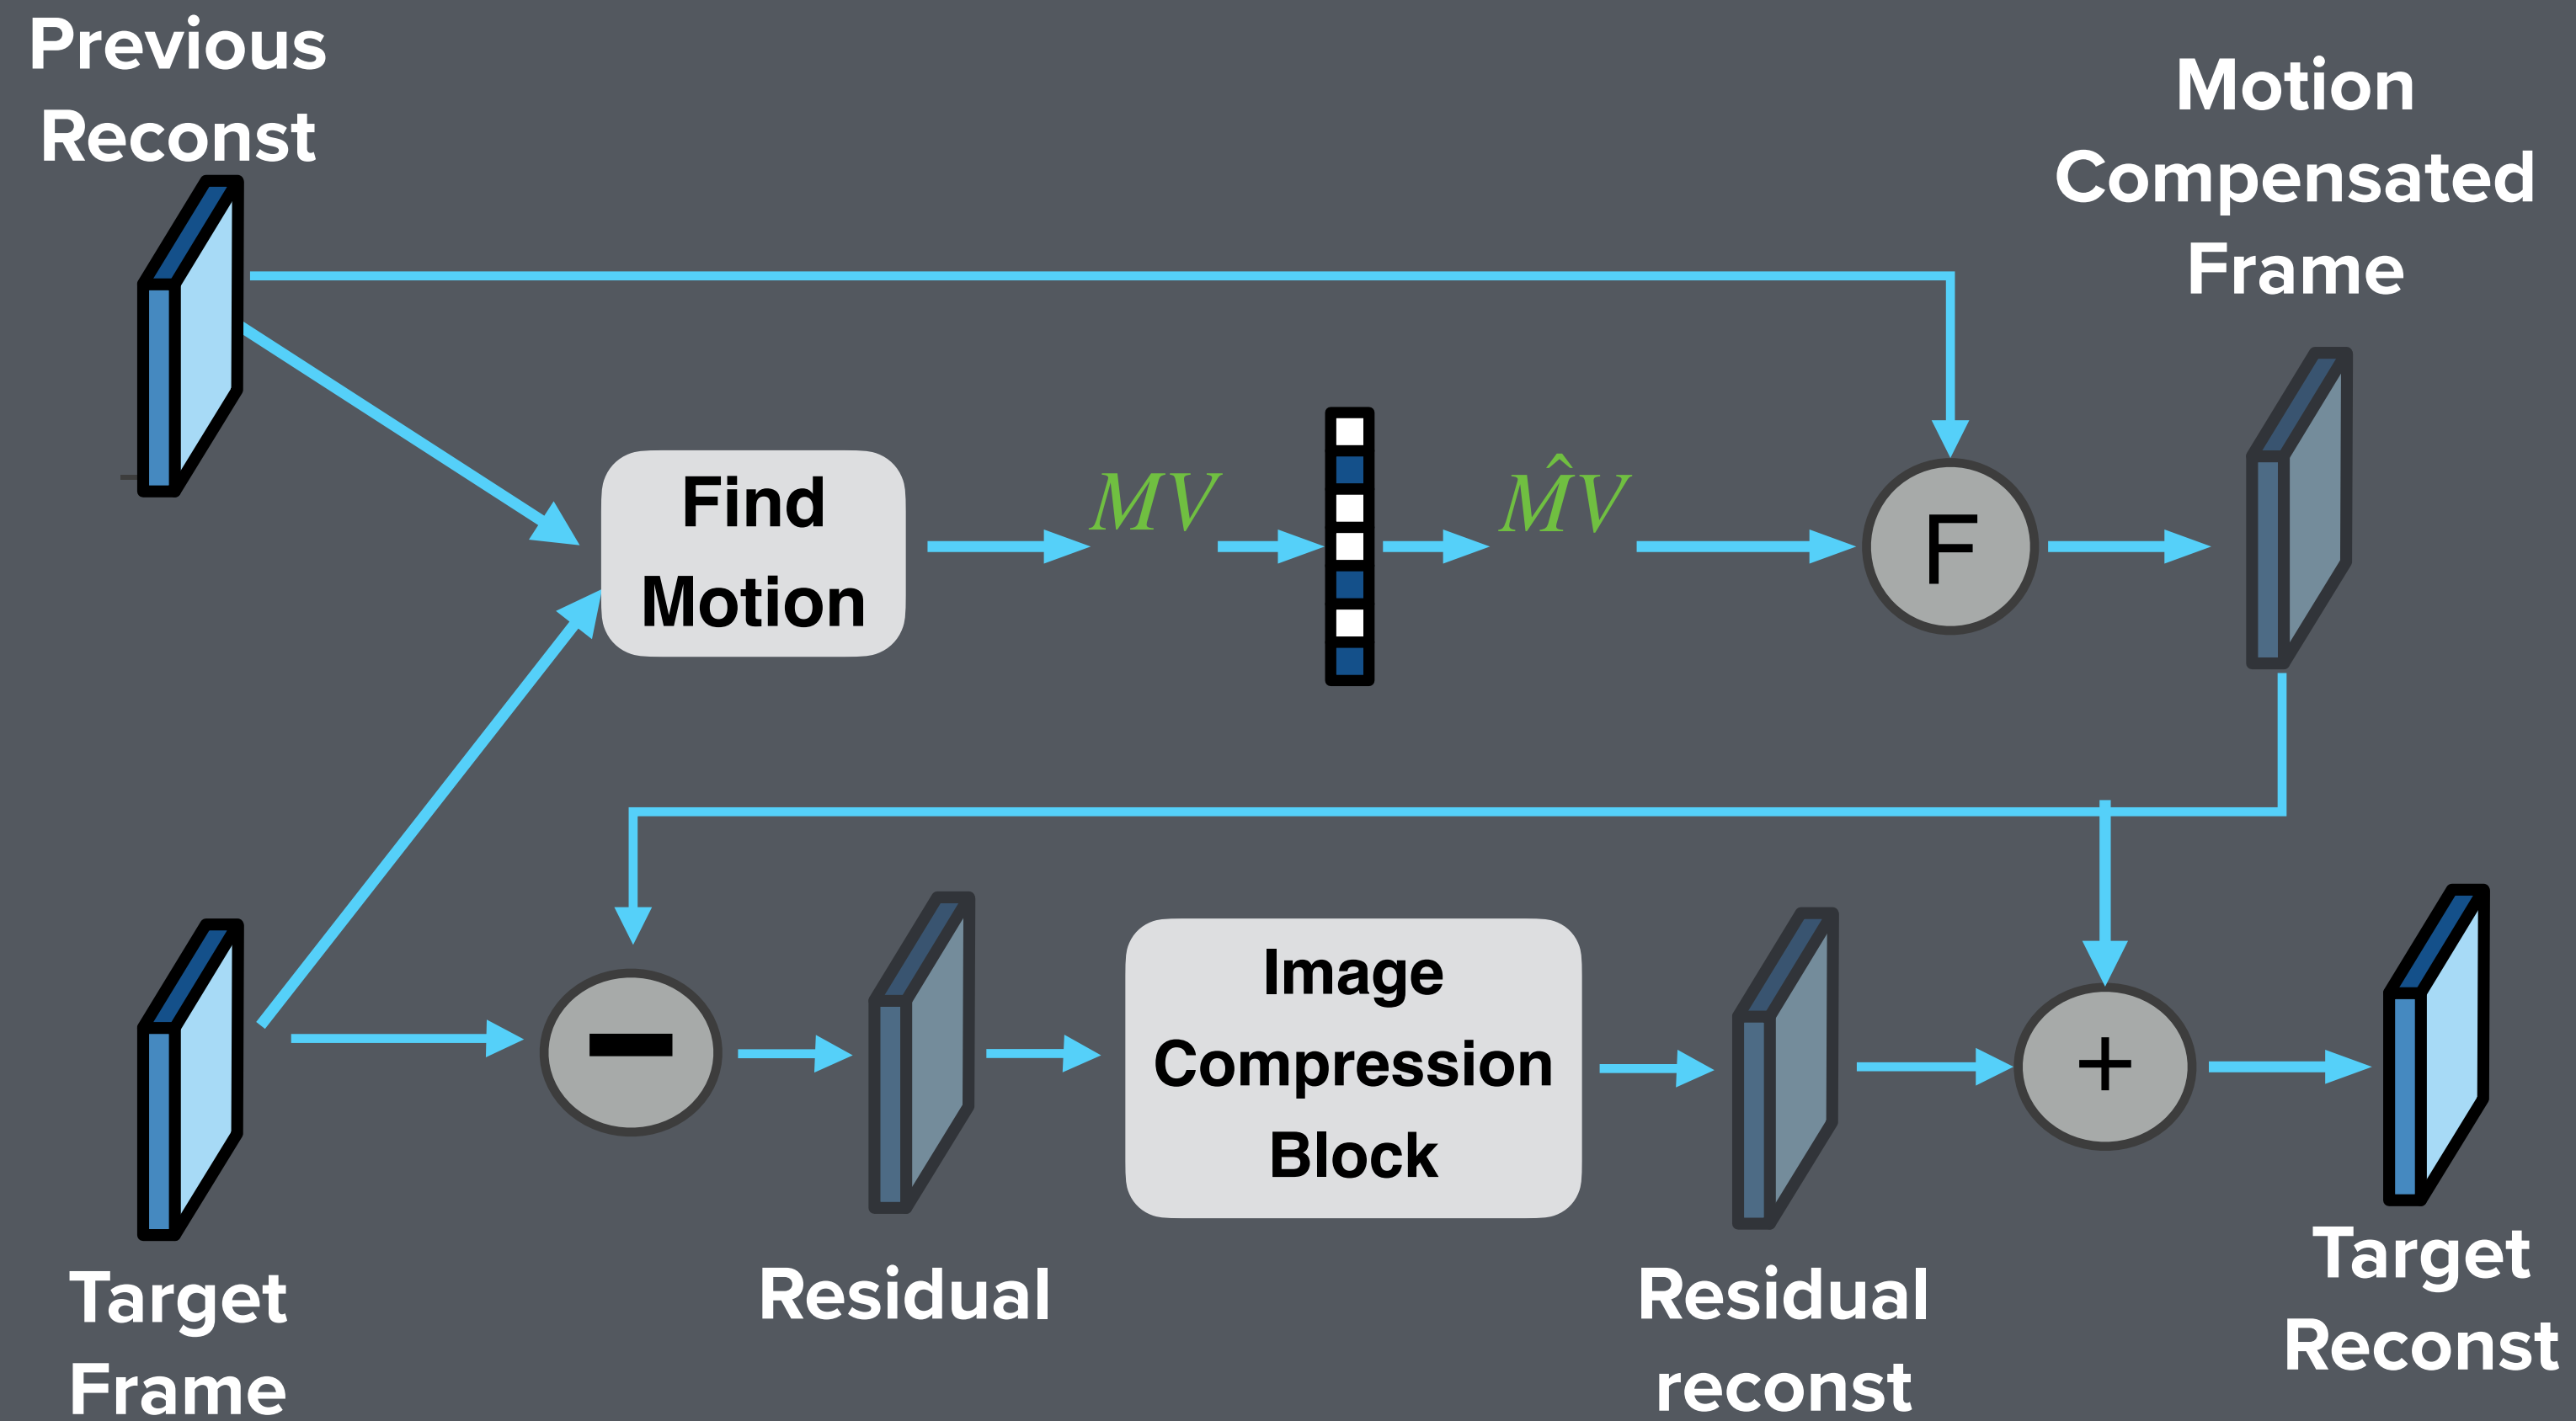 Previous
Reconst
Motion
Compensated
Frame
Find
Motion
MV
M̂V
F
Image
Compression
Block
−
+
Target
Frame
Residual
Residual
reconst
Target
Reconst